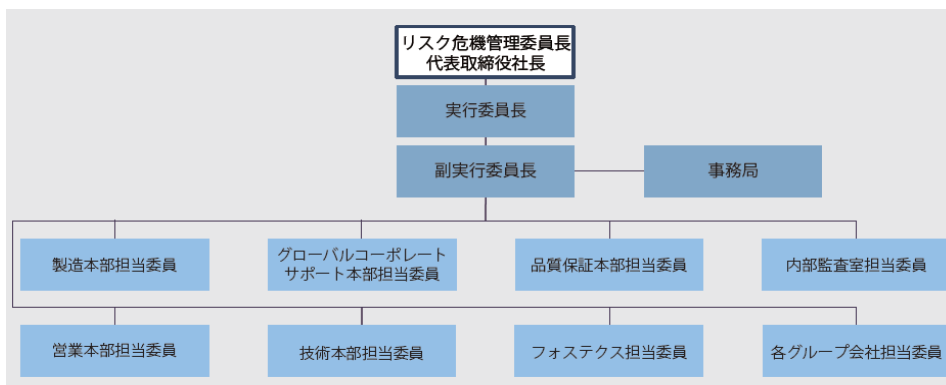 リスク危機管理委員長
代表取締役社長
実行委員長
副実行委員長
事務局
製造本部担当委員
グローバルコーポレート
サポート本部担当委員
品質保証本部担当委員
内部監査室担当委員
営業本部担当委員
技術本部担当委員
フォステクス担当委員
各グループ会社担当委員